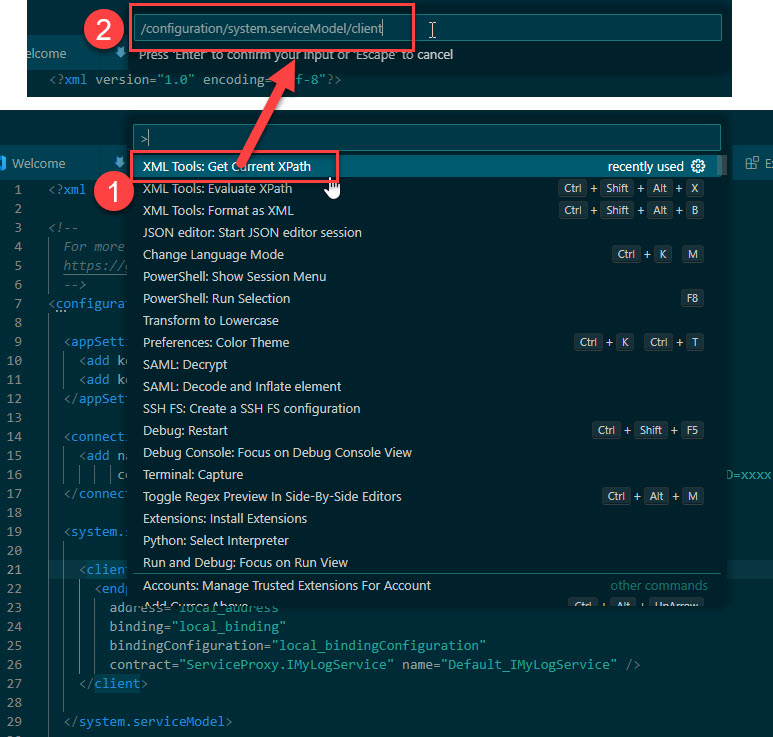 2
/configuration/system.serviceModel/client
elcome
Press 'Enter' to confirm your input or 'Escape' to cancel
<?xml version="1.0" encoding= f-8"?>
>
Welcome
XML Tools: Get Current XPath recently used
1
1 <?xml
XML Tools: Evaluate XPath Ctrl + Shift + Alt + X
2
XML Tools: Format as XML Ctrl + Shift + Alt + B
3 <!--
JSON editor: Start JSON editor session
4 For more
Change Language Mode Ctrl + K M
5 https://
PowerShell: Show Session Menu
6 -->
PowerShell: Run Selection F8
7 <configurat
Transform to Lowercase
8
9 <appSetti
Preferences: Color Theme Ctrl + K Ctrl + T
10 <add ke
SAML: Decrypt
11 <add ke
SAML: Decode and Inflate element
12 </appSett
SSH FS: Create a SSH FS configuration
13
Debug: Restart Ctrl + Shift + F5
14 <connecti
Debug Console: Focus on Debug Console View
15 <add na
Terminal: Capture
16 co D=xxxx
Toggle Regex Preview In Side-By-Side Editors Ctrl + Alt + M
17 </connect
Extensions: Install Extensions
18
Python: Select Interpreter
19 <system.s
Run and Debug: Focus on Run View
20
Accounts: Manage Trusted Extensions For Account other commands
21 <client
22 <endp
Add Cursor Above Ctrl + Alt + UpArrow
23 address="local_address"
24 binding="local_binding"
25 bindingConfiguration="local_bindingConfiguration"
26 contract="ServiceProxy.IMyLogService" name="Default_IMyLogService" />
27 </client>
28
29 </system.serviceModel>